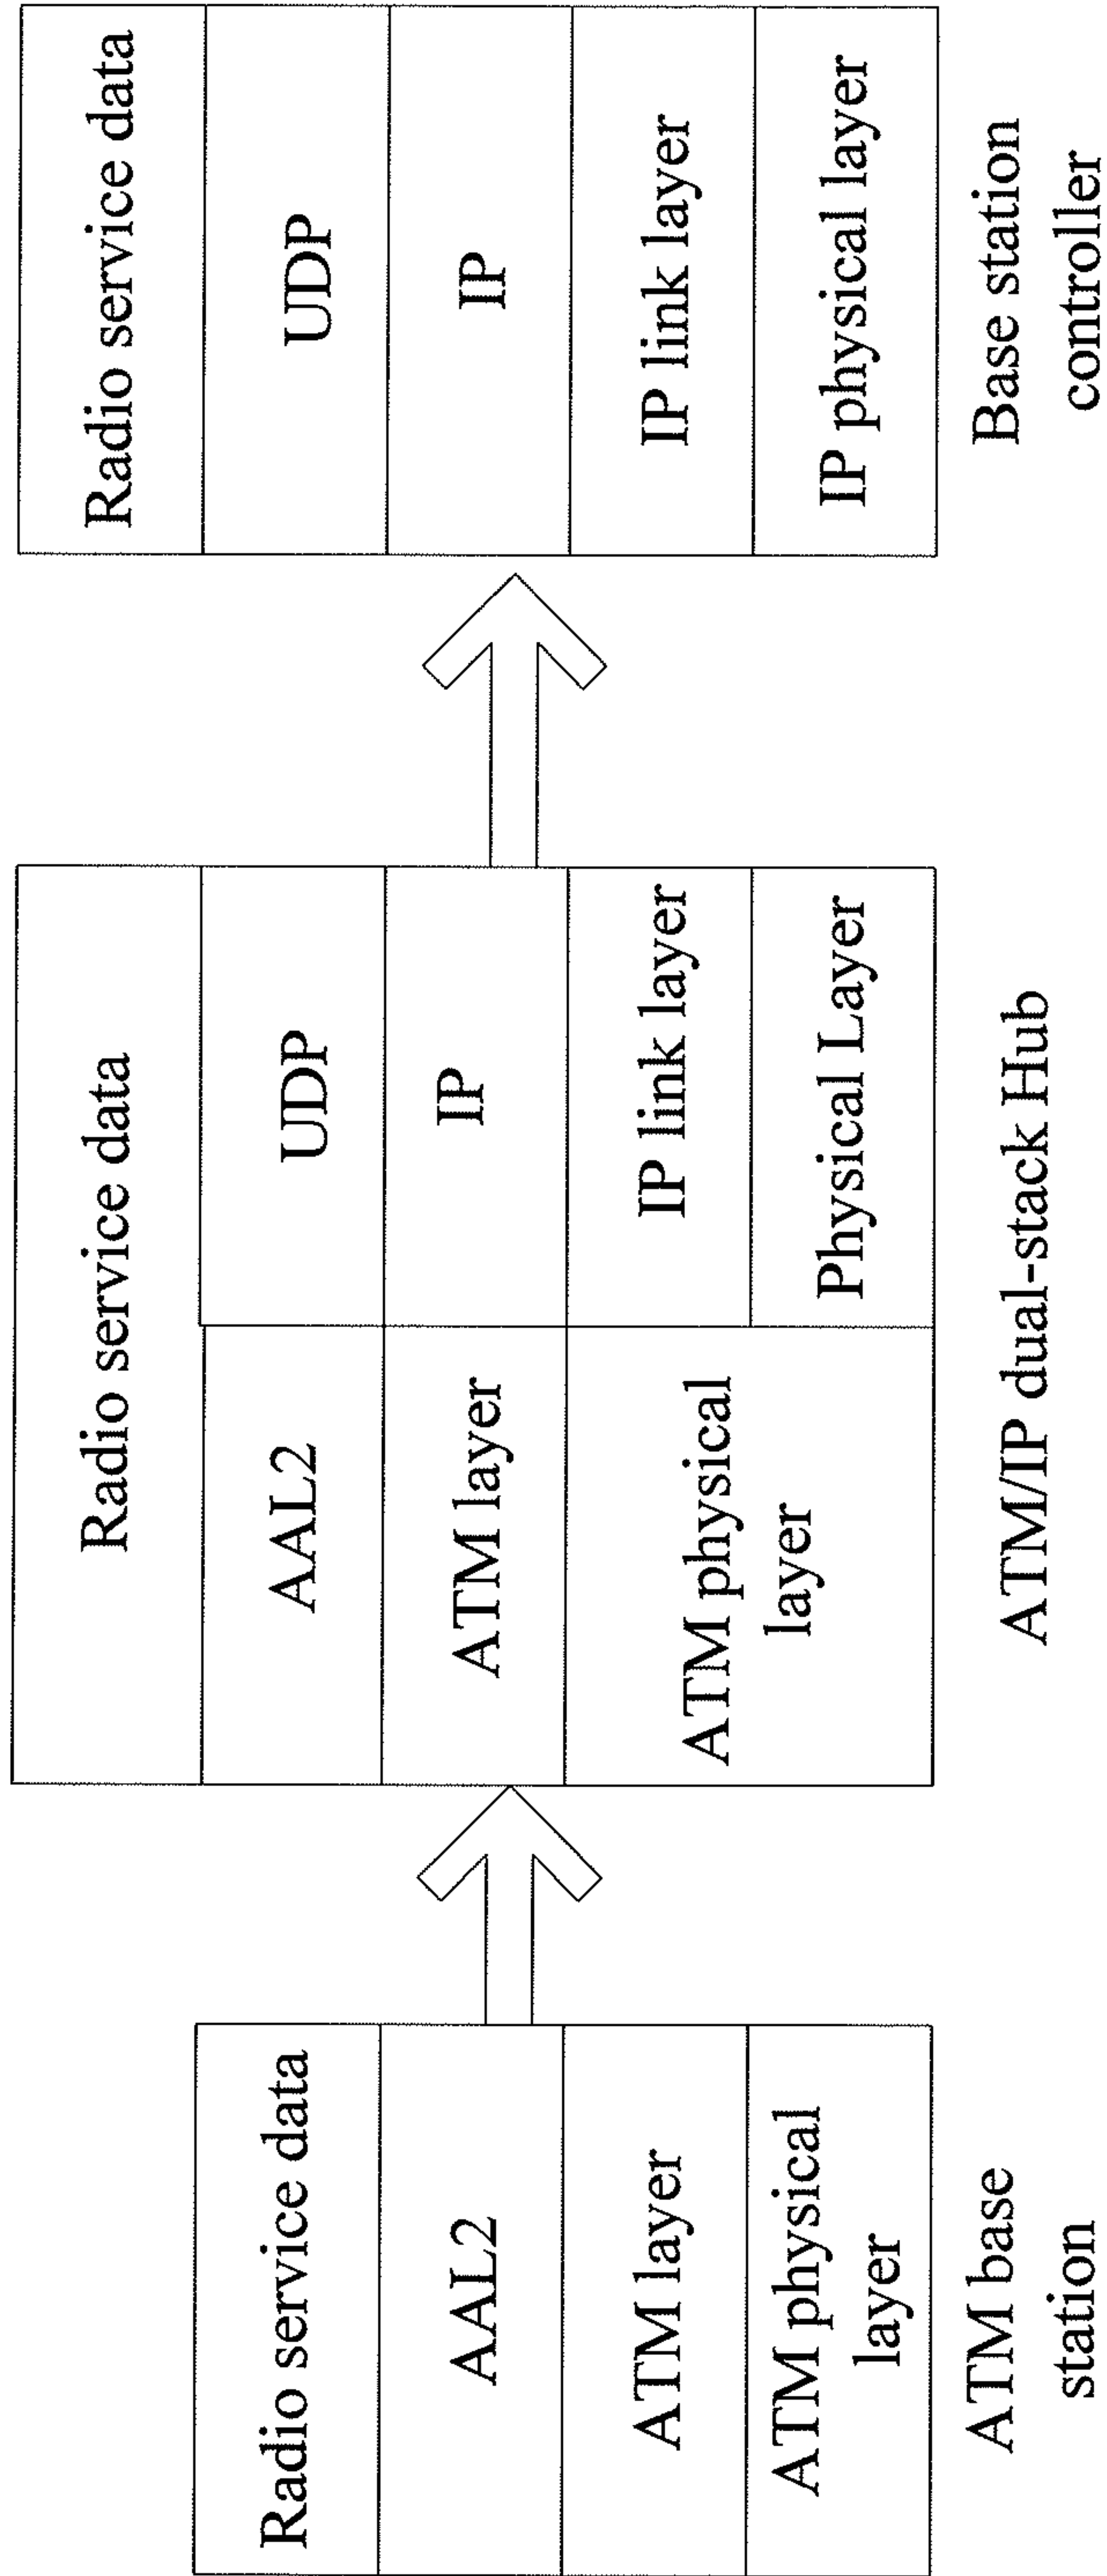 Radio service data
AAL2
ATM layer
ATM physical
layer
ATM base
station
Radio service data
AAL2
ATM layer
ATM physical
layer
UDP
IP
IP link layer
Physical Layer
ATM/IP dual-stack Hub
Radio service data
UDP
IP
IP link layer
IP physical layer
Base station
controller